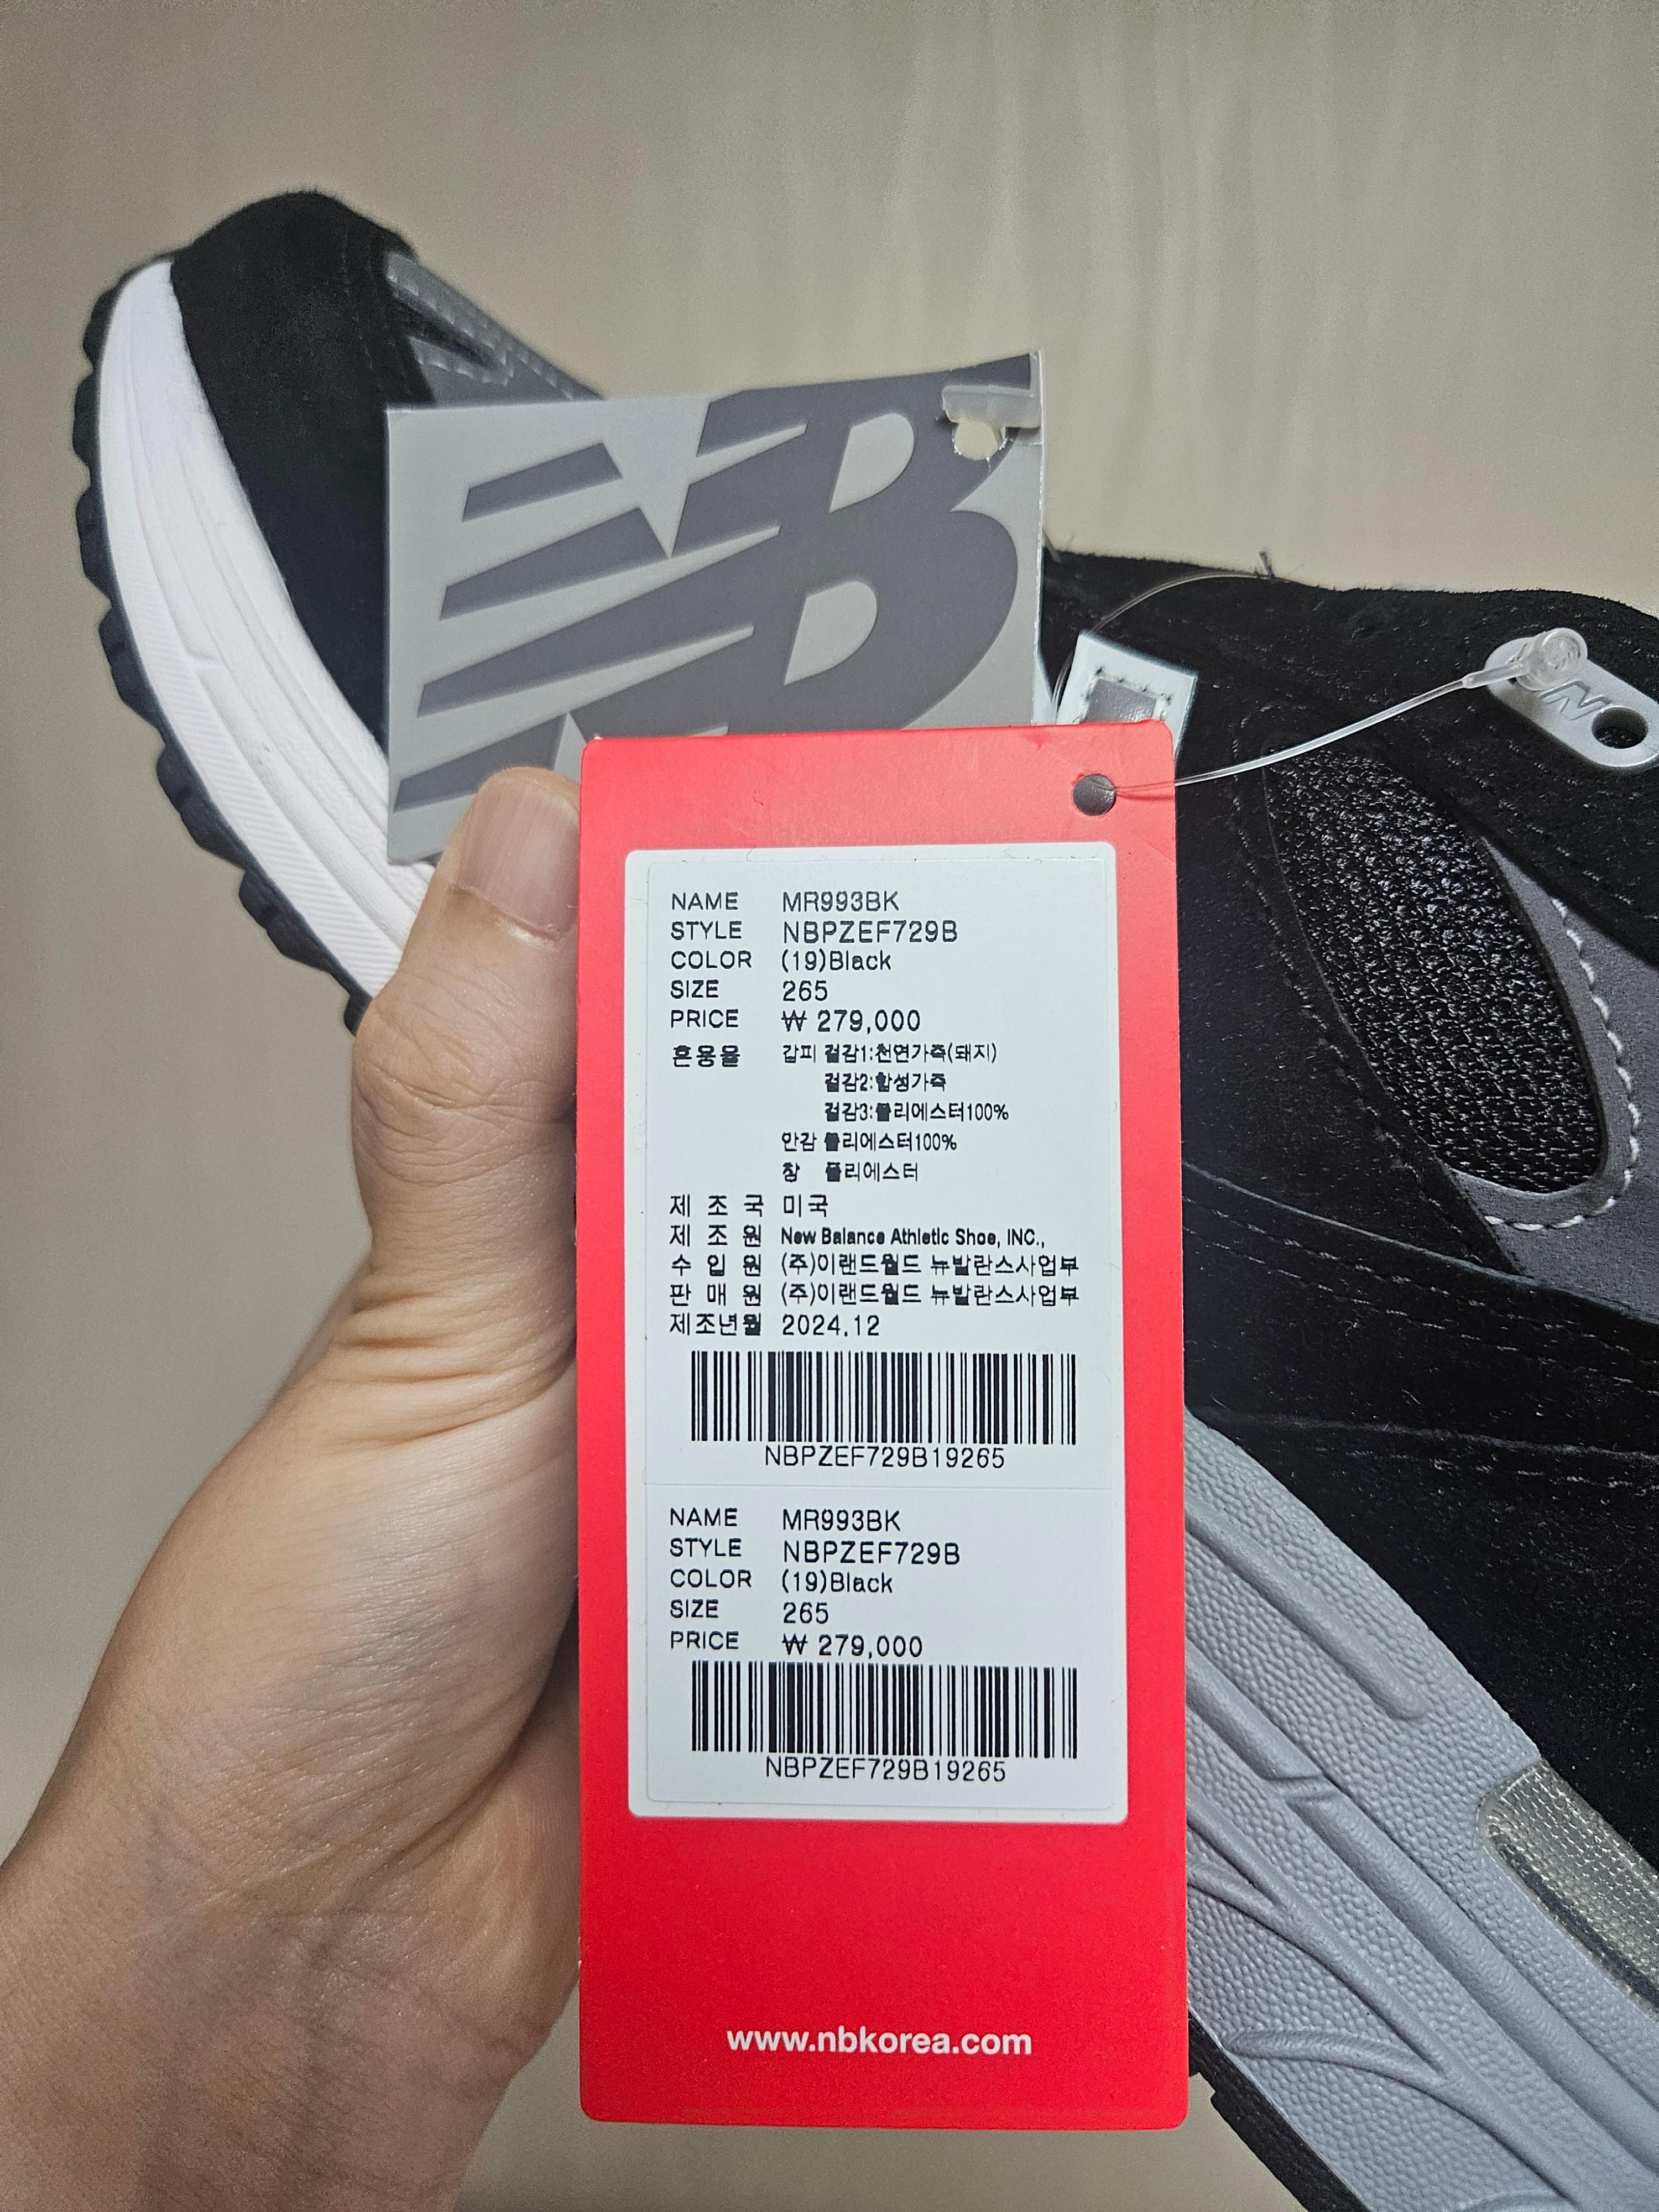 NB
N
NAME MR993BK
STYLE NBPZEF729B
COLOR (19)Black
SIZE 265
PRICE ₩ 279,000
혼용율 갑피 겉감1:천연가죽(돼지)
겉감2:합성가죽
겉감3:폴리에스터100%
안감 폴리에스터100%
창 폴리에스터
제조국 미국
제조원 New Balance Athletic Shoe, INC.,
수입원 (주)이랜드월드 뉴발란스사업부
판매원 (주)이랜드월드 뉴발란스사업부
제조년월 2024.12
NBPZEF729B19265
NAME MR993BK
STYLE NBPZEF729B
COLOR (19)Black
SIZE 265
PRICE ₩ 279,000
NBPZEF729B19265
www.nbkorea.com